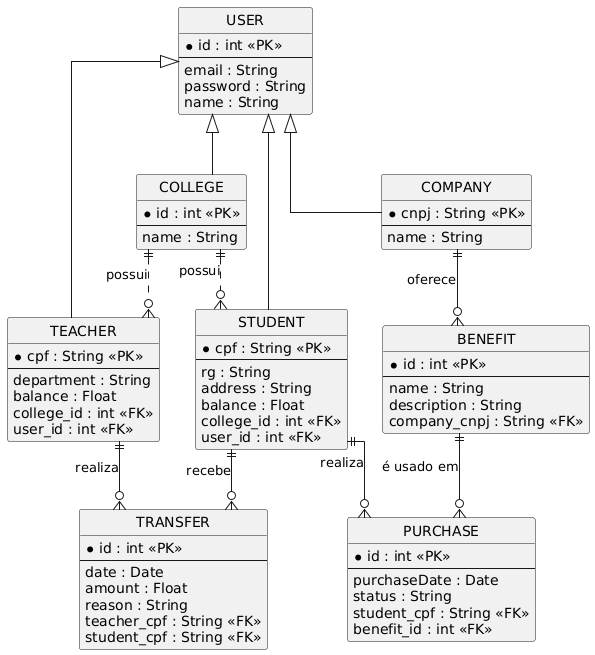 USER
id : int «PK»
email : String
password : String
name : String
COLLEGE
id : int «PK»
name : String
COMPANY
cnpj : String «PK»
name : String
possui
possui
oferece
TEACHER
cpf : String «PK»
department : String
balance : Float
college_id : int «FK»
user_id : int «FK»
STUDENT
cpf : String «PK»
rg : String
address : String
balance : Float
college_id : int «FK»
user_id : int «FK»
BENEFIT
id : int «PK»
name : String
description : String
company_cnpj : String «FK»
realiza
recebe
realiza
é usado em
TRANSFER
id : int «PK»
date : Date
amount : Float
reason : String
teacher_cpf : String «FK»
student_cpf : String «FK»
PURCHASE
id : int «PK»
purchaseDate : Date
status : String
student_cpf : String «FK»
benefit_id : int «FK»